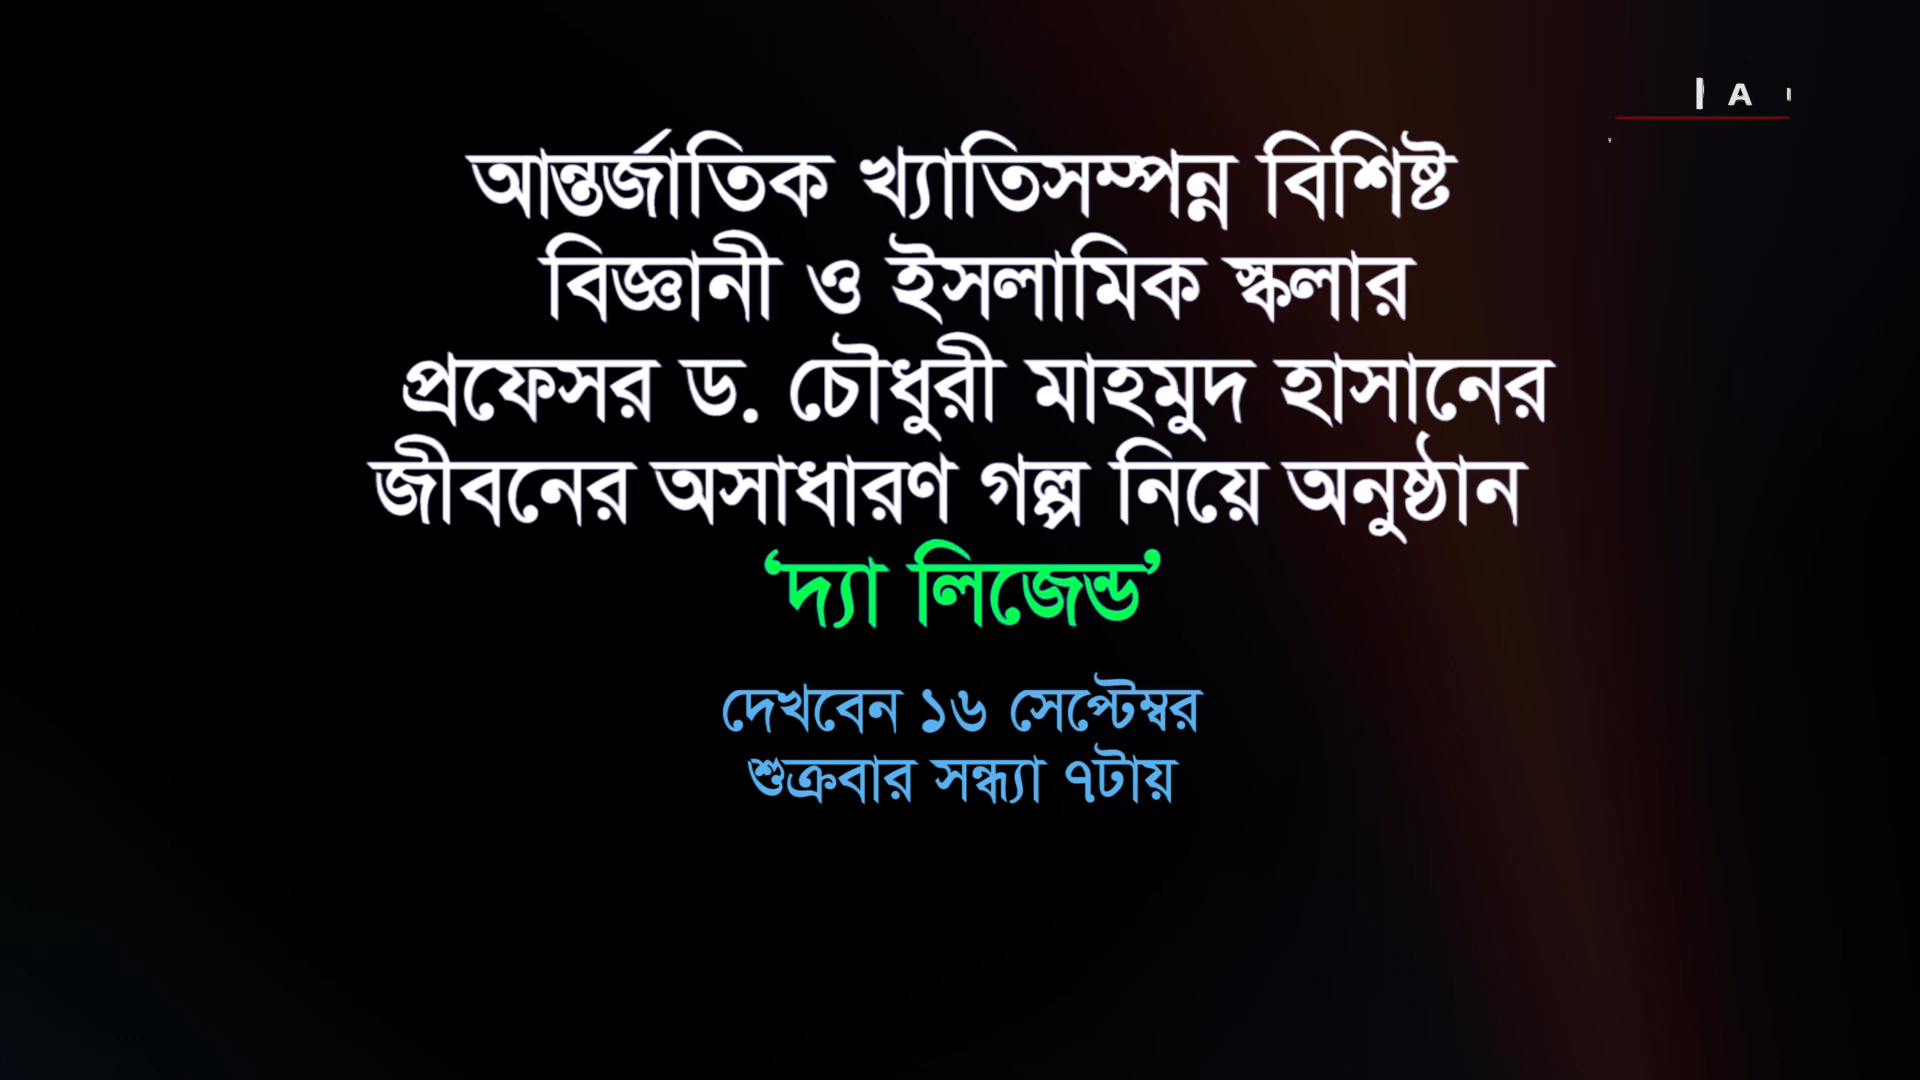 আন্তর্জাতিক খ্যাতিসম্পন্ন বিশিষ্ট
বিজ্ঞানী ও ইসলামিক স্কলার
প্রফেসর ড. চৌধুরী মাহমুদ হাসানের
জীবনের অসাধারণ গল্প নিয়ে অনুষ্ঠান
‘দ্যা লিজেন্ড’
দেখবেন ১৬ সেপ্টেম্বর
শুক্রবার সন্ধ্যা ৭টায়